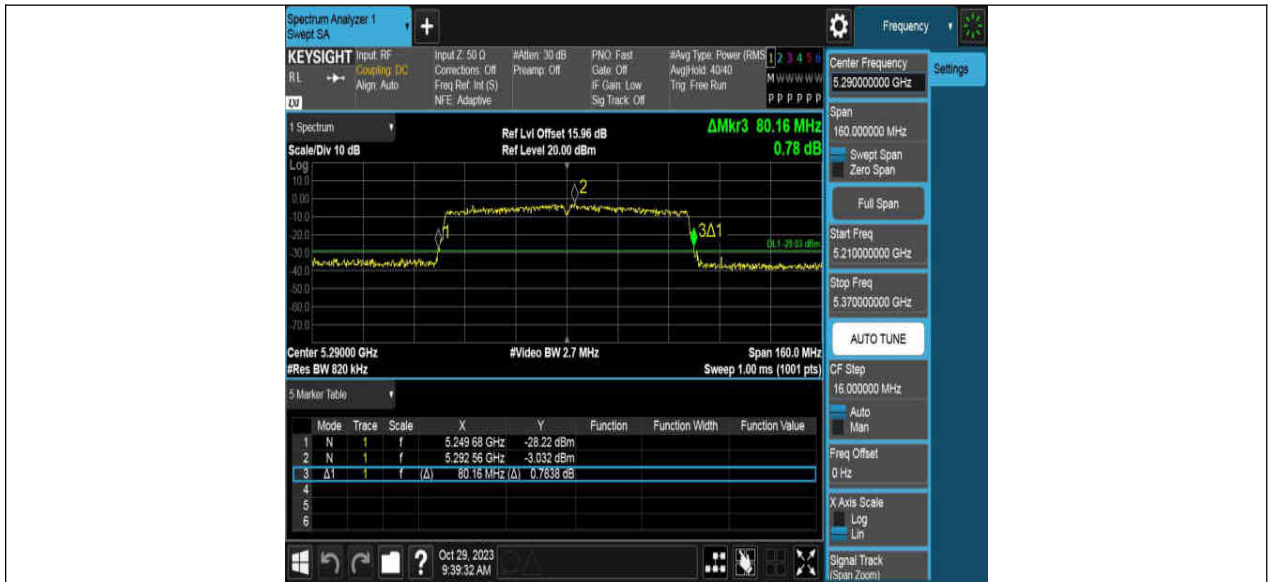 Spectrum Analyzer 1
Swept SA
+
Frequency
KEYSIGHT
RL
LW
Input: RF
Coupling: DC
Align: Auto
Input Z: 50 Ω
Corrections: Off
Freq Ref: Int (S)
NFE: Adaptive
#Atten: 30 dB
Preamp: Off
PNO: Fast
Gate: Off
IF Gain: Low
Sig Track: Off
#Avg Type: Power (RMS
Avg|Hold: 40/40
Trig: Free Run
1 2 3 4 5 6
M W W W W W
P P P P P P
Center Frequency
5.290000000 GHz
Settings
Span
160.000000 MHz
Swept Span
Zero Span
Full Span
Start Freq
5.210000000 GHz
Stop Freq
5.370000000 GHz
AUTO TUNE
CF Step
16.000000 MHz
Auto
Man
Freq Offset
0 Hz
X Axis Scale
Log
Lin
Signal Track
(Span Zoom)
1 Spectrum
Scale/Div 10 dB
Ref Lvl Offset 15.96 dB
Ref Level 20.00 dBm
ΔMkr3 80.16 MHz
0.78 dB
Log
10.0
0.00
-10.0
-20.0
-30.0
-40.0
-50.0
-60.0
-70.0
1
2
3Δ1
DL1 -29.03 dBm
Center 5.29000 GHz
#Res BW 820 kHz
#Video BW 2.7 MHz
Span 160.0 MHz
Sweep 1.00 ms (1001 pts)
5 Marker Table
Mode Trace Scale X Y Function Function Width Function Value
1 N 1 f 5.249 68 GHz -28.22 dBm
2 N 1 f 5.292 56 GHz -3.032 dBm
3 Δ1 1 f (Δ) 80.16 MHz (Δ) 0.7838 dB
4
5
6
?
Oct 29, 2023
9:39:32 AM